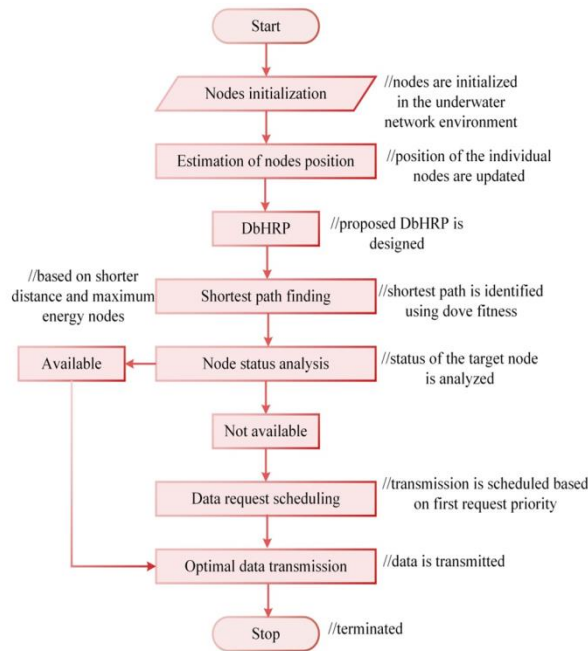 Start
Nodes initialization
//nodes are initialized
in the underwater
network environment
Estimation of nodes position
//position of the individual
nodes are updated
DbHRP
//proposed DbHRP is
designed
//based on shorter
distance and maximum
energy nodes
Shortest path finding
//shortest path is identified
using dove fitness
Available
Node status analysis
//status of the target node
is analyzed
Not available
Data request scheduling
//transmission is scheduled based
on first request priority
Optimal data transmission
//data is transmitted
Stop
//terminated